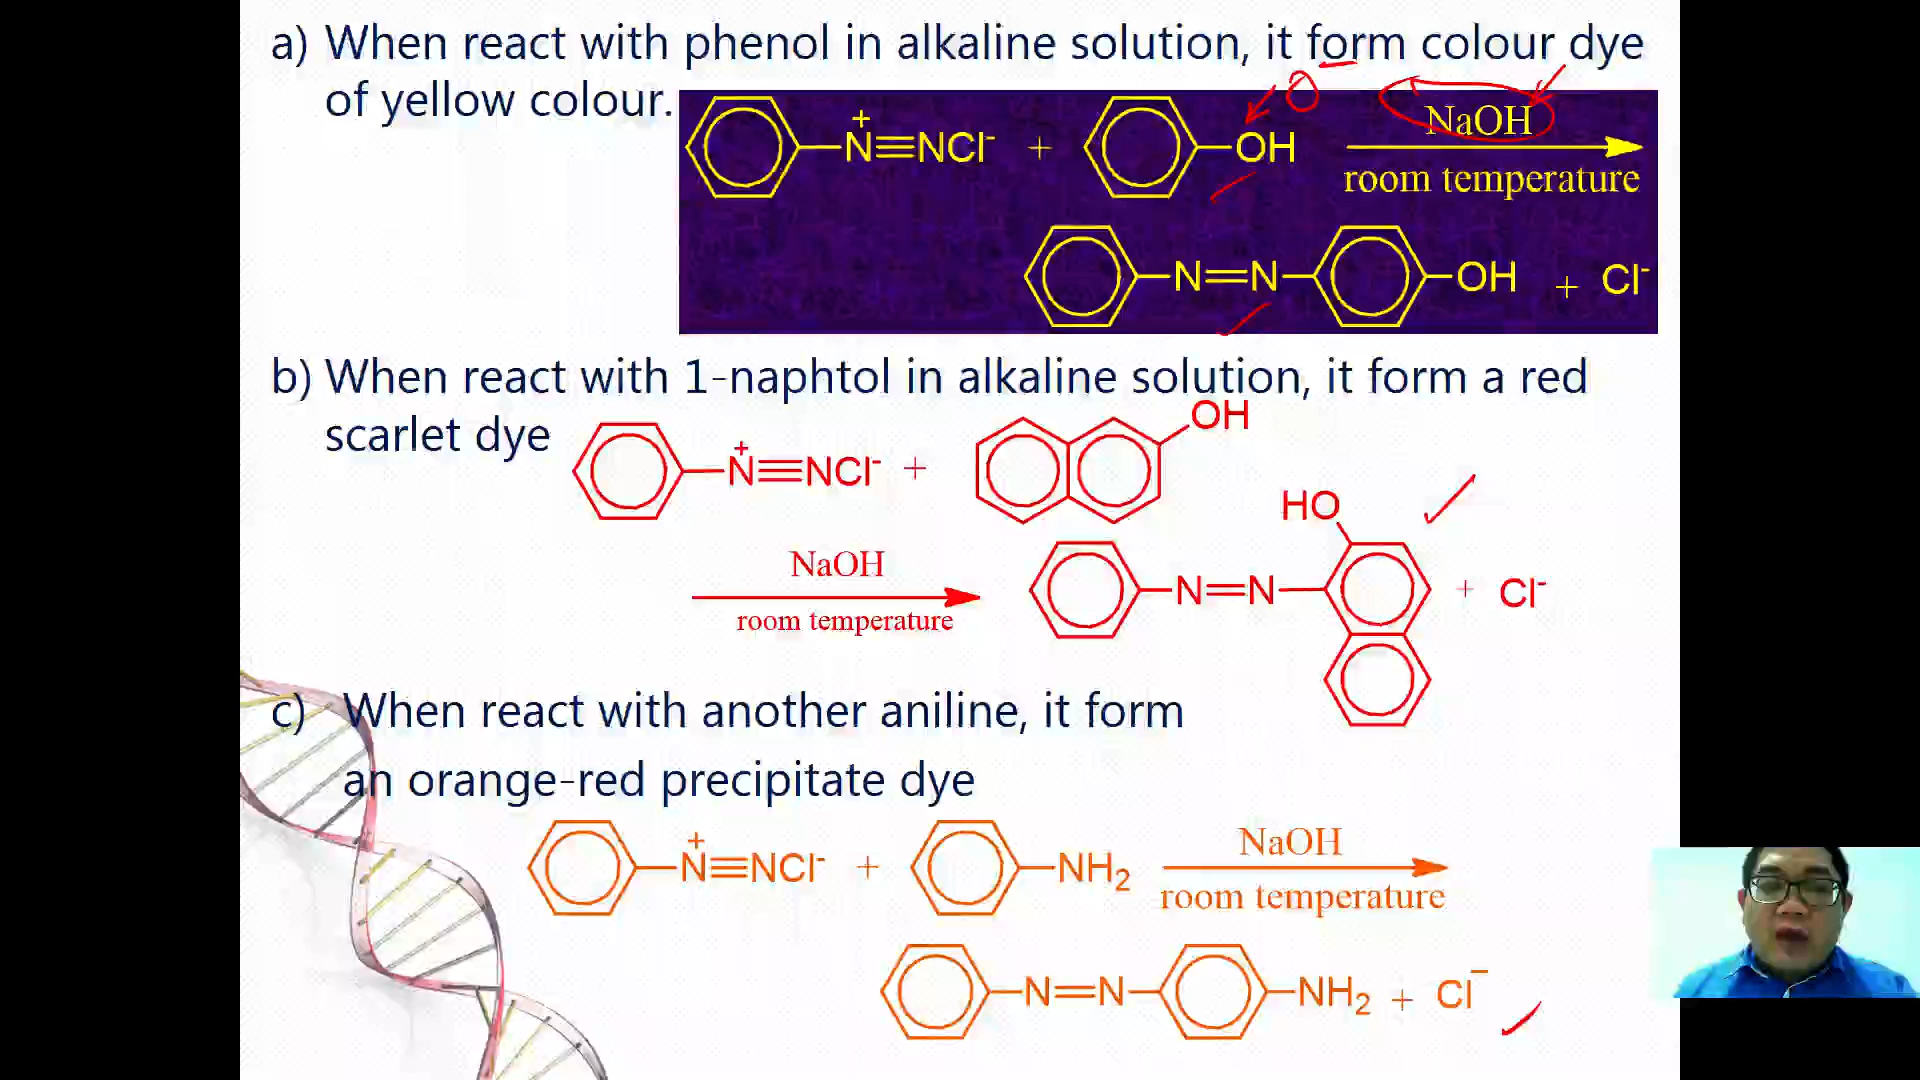 a) When react with phenol in alkaline solution, it form colour dye
of yellow colour.
N⁺≡NCl⁻ + OH NaOH
room temperature
O
N=N OH + Cl⁻
b) When react with 1-naphtol in alkaline solution, it form a red
scarlet dye
N⁺≡NCl⁻ + OH
NaOH
room temperature
HO
N=N + Cl⁻
c) When react with another aniline, it form
an orange-red precipitate dye
N⁺≡NCl⁻ + NH₂ NaOH
room temperature
N=N NH₂ + Cl⁻